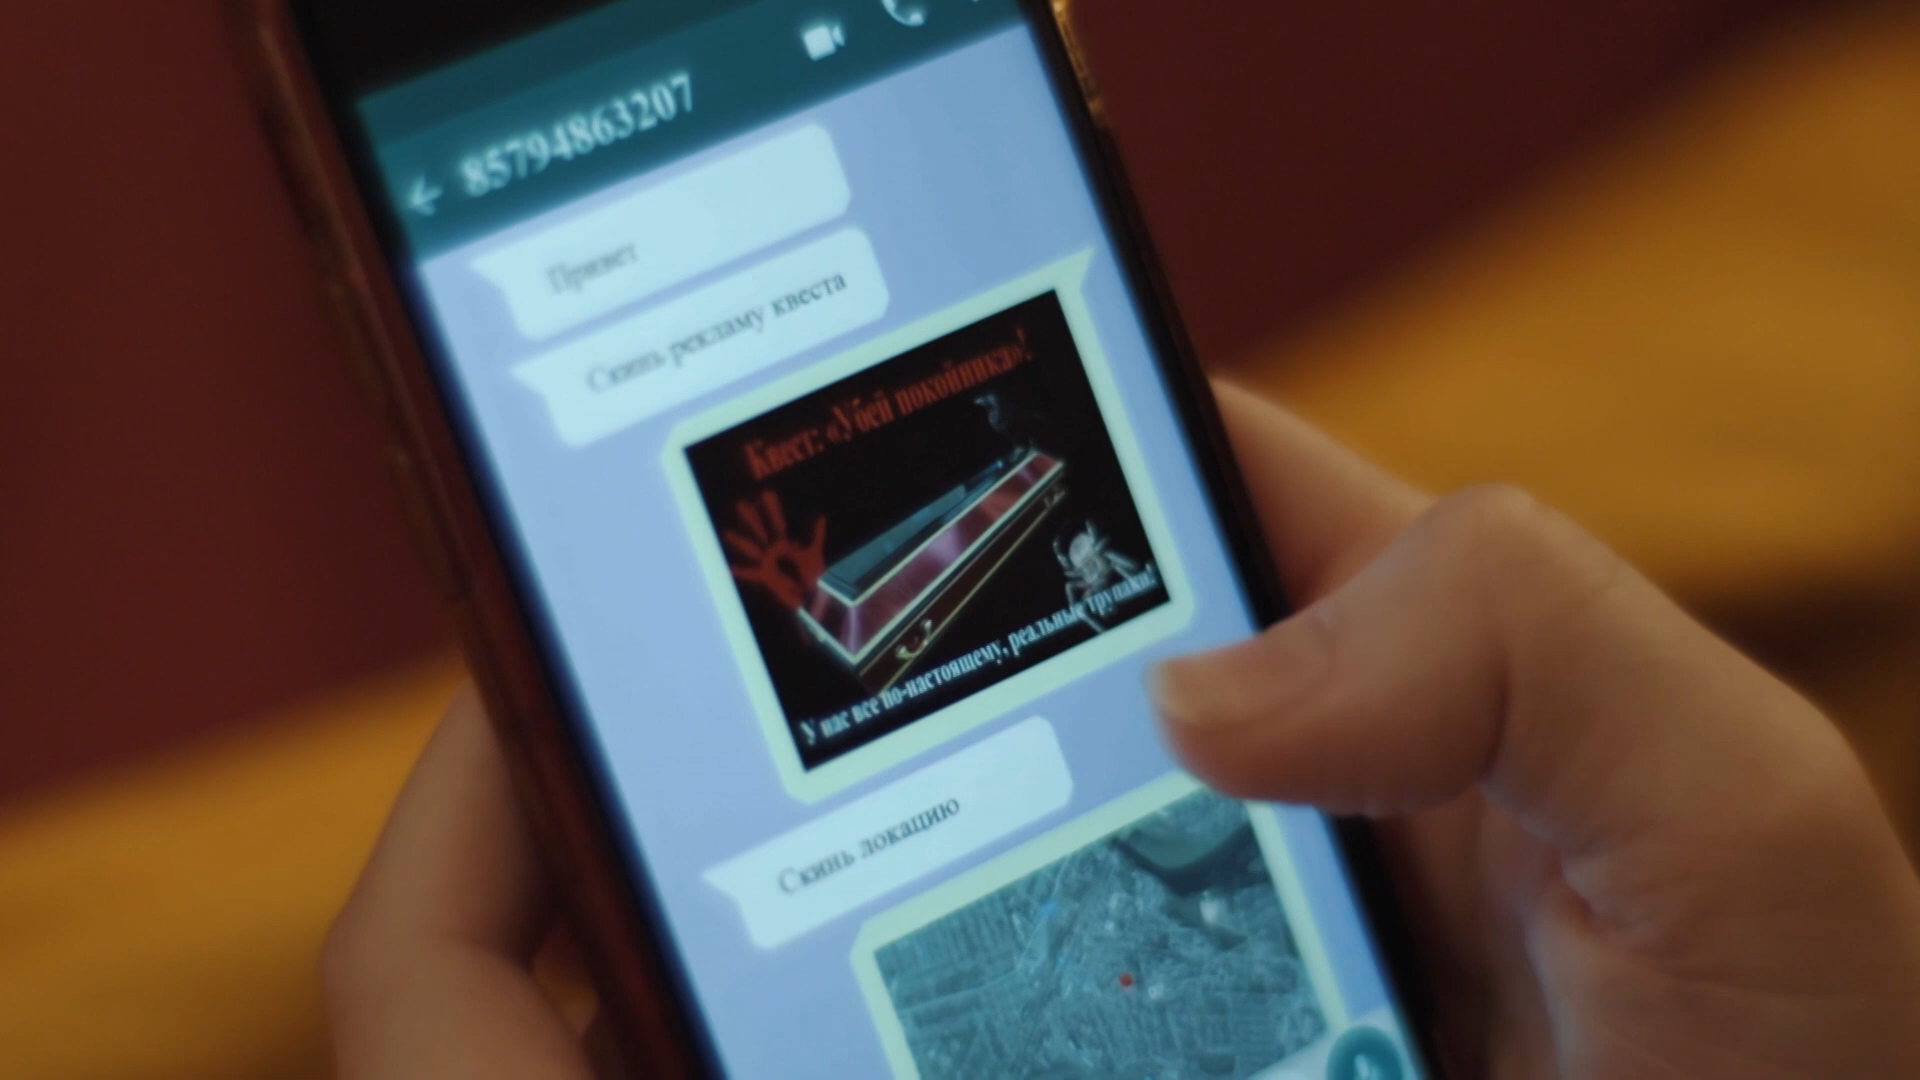 85794863207
Привет
Скинь рекламу квеста
Квест: «Убей покойника»!
У нас все по-настоящему, реальные трупаки!
Скинь локацию